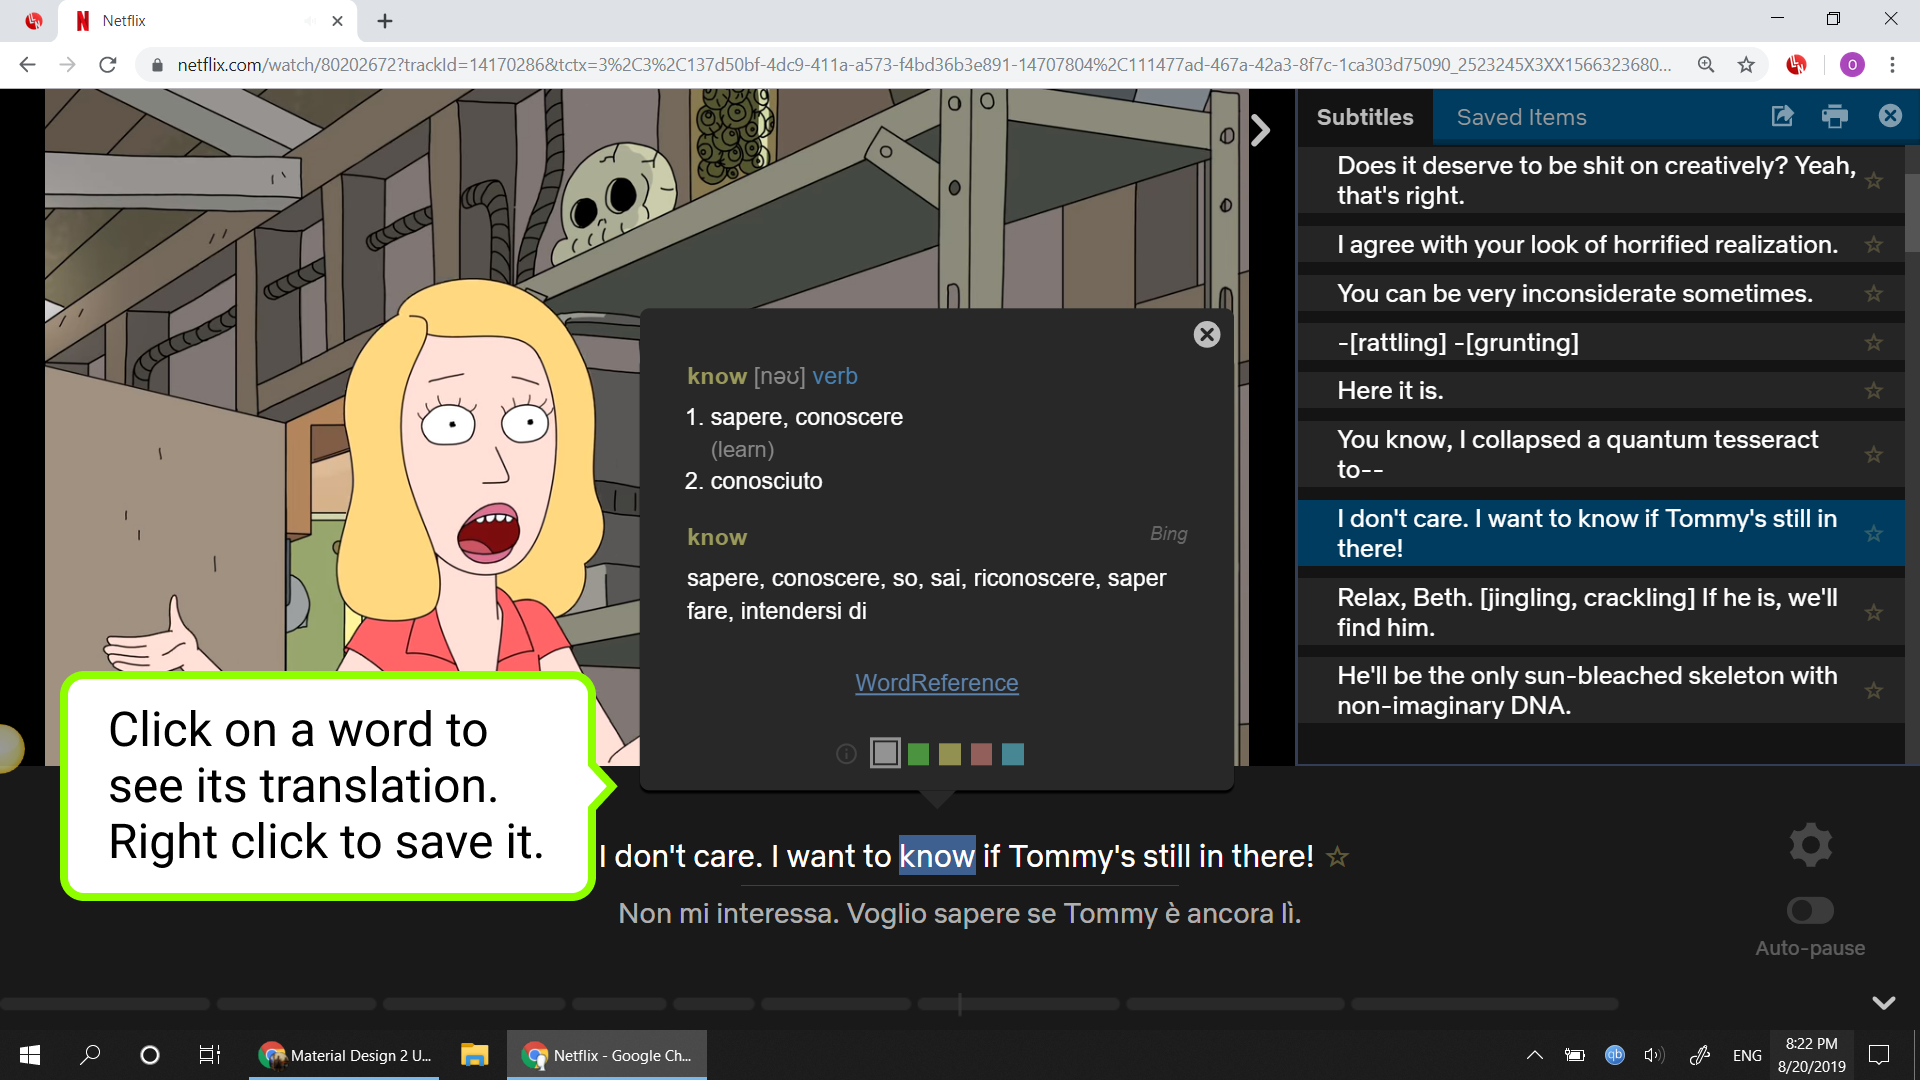 Netflix
netflix.com/watch/80202672?trackId=14170286&tctx=3%2C3%2C137d50bf-4dc9-411a-a573-f4bd36b3e891-14707804%2C111477ad-467a-42a3-8f7c-1ca303d75090_2523245X3XX1566323680...
O
Subtitles
Saved Items
Does it deserve to be shit on creatively? Yeah,
that's right.
I agree with your look of horrified realization.
You can be very inconsiderate sometimes.
-[rattling] -[grunting]
Here it is.
You know, I collapsed a quantum tesseract
to--
I don't care. I want to know if Tommy's still in
there!
Relax, Beth. [jingling, crackling] If he is, we'll
find him.
He'll be the only sun-bleached skeleton with
non-imaginary DNA.
know [nəʊ] verb
1. sapere, conoscere
(learn)
2. conosciuto
know
Bing
sapere, conoscere, so, sai, riconoscere, saper
fare, intendersi di
WordReference
Click on a word to
see its translation.
Right click to save it.
I don't care. I want to know if Tommy's still in there!
Non mi interessa. Voglio sapere se Tommy è ancora lì.
Auto-pause
Material Design 2 U...
Netflix - Google Ch...
qb
ENG
8:22 PM
8/20/2019